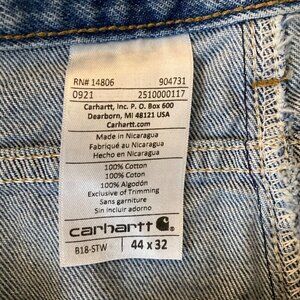 RN# 14806 904731
0921 2510000117
Carhartt, Inc. P. O. Box 600
Dearborn, MI 48121 USA
Carhartt.com
Made in Nicaragua
Fabriqué au Nicaragua
Hecho en Nicaragua
100% Cotton
100% Coton
100% Algodón
Exclusive of Trimming
Sans garniture
Sin incluir adorno
carhartt
B18-STW 44 x 32